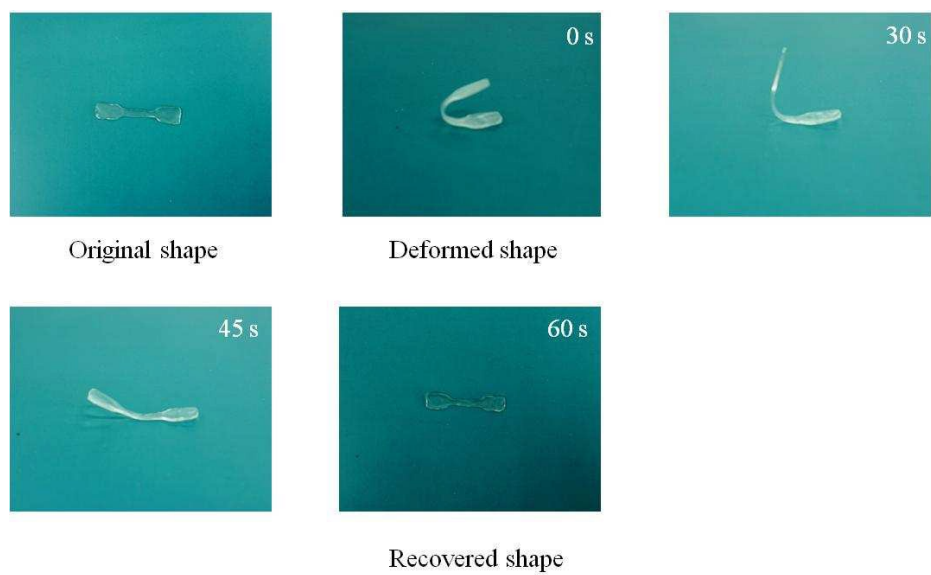 0 s
30 s
Original shape
Deformed shape
45 s
60 s
Recovered shape